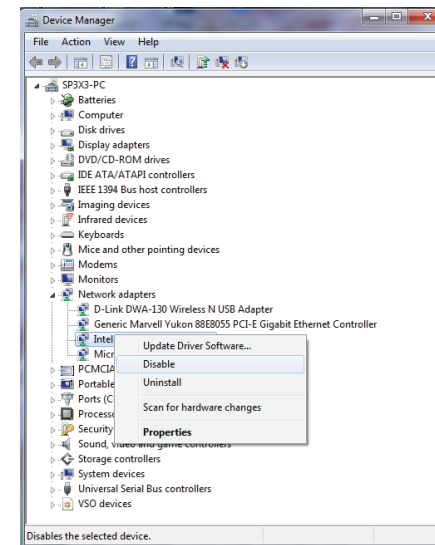 Device Manager
File Action View Help
SP3X3-PC
Batteries
Computer
Disk drives
Display adapters
DVD/CD-ROM drives
IDE ATA/ATAPI controllers
IEEE 1394 Bus host controllers
Imaging devices
Infrared devices
Keyboards
Mice and other pointing devices
Modems
Monitors
Network adapters
D-Link DWA-130 Wireless N USB Adapter
Generic Marvell Yukon 88E8055 PCI-E Gigabit Ethernet Controller
Intel
Update Driver Software...
Micr
PCMCIA
Disable
Portable
Uninstall
Ports (C
Processo
Scan for hardware changes
Security
Properties
Sound, video and game controllers
Storage controllers
System devices
Universal Serial Bus controllers
VSO devices
Disables the selected device.